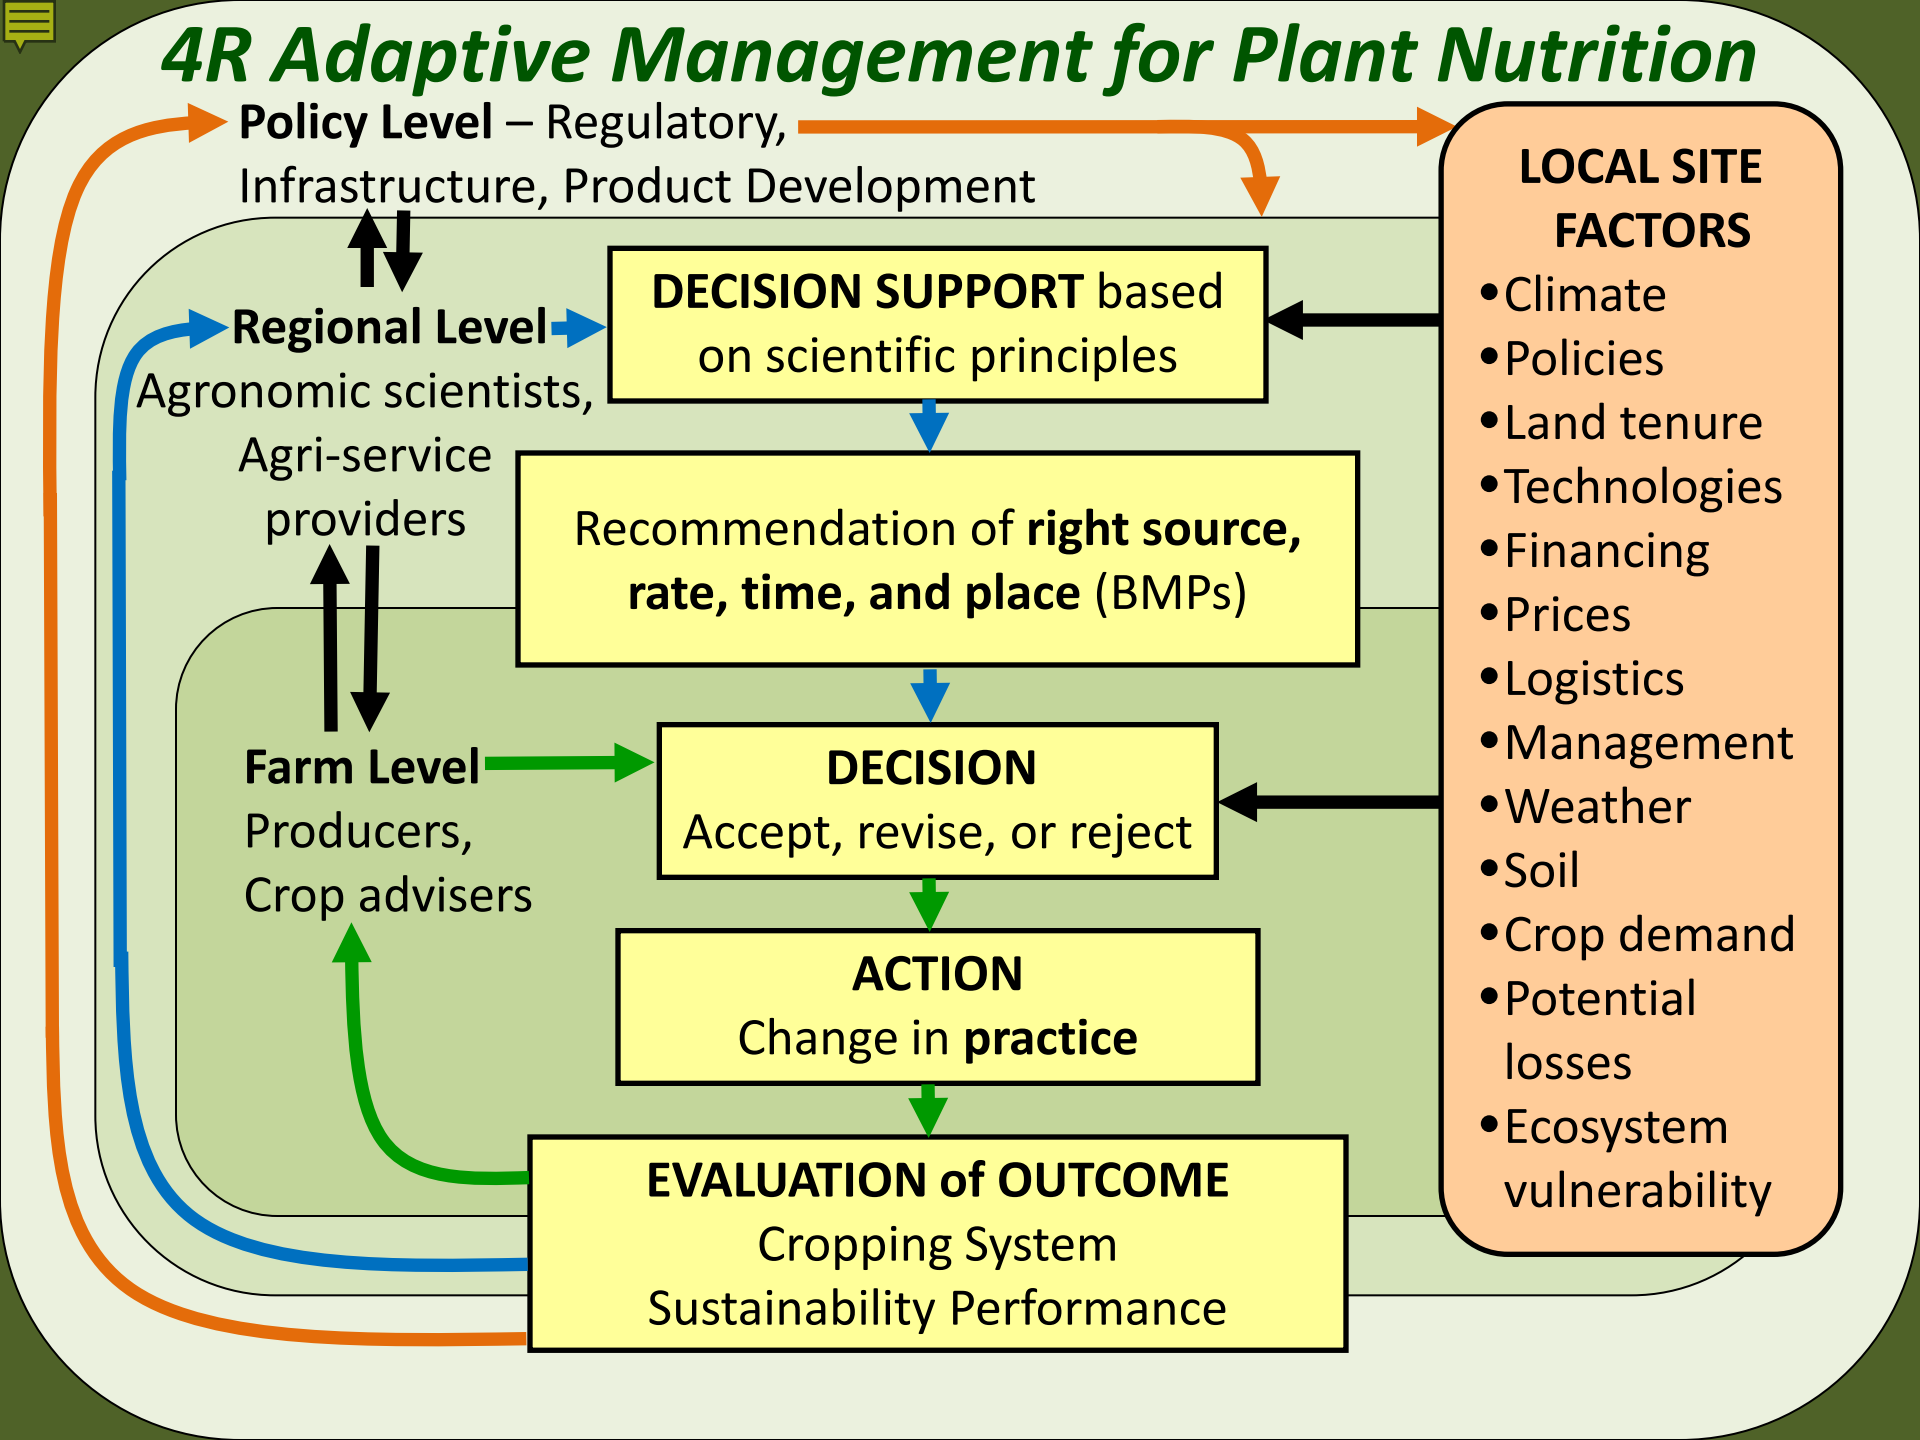 4R Adaptive Management for Plant Nutrition
Policy Level – Regulatory,
Infrastructure, Product Development
Regional Level
Agronomic scientists,
Agri-service
providers
Farm Level
Producers,
Crop advisers
DECISION SUPPORT based
on scientific principles
Recommendation of right source,
rate, time, and place (BMPs)
DECISION
Accept, revise, or reject
ACTION
Change in practice
EVALUATION of OUTCOME
Cropping System
Sustainability Performance
LOCAL SITE
FACTORS
•Climate
•Policies
•Land tenure
•Technologies
•Financing
•Prices
•Logistics
•Management
•Weather
•Soil
•Crop demand
•Potential
losses
•Ecosystem
vulnerability